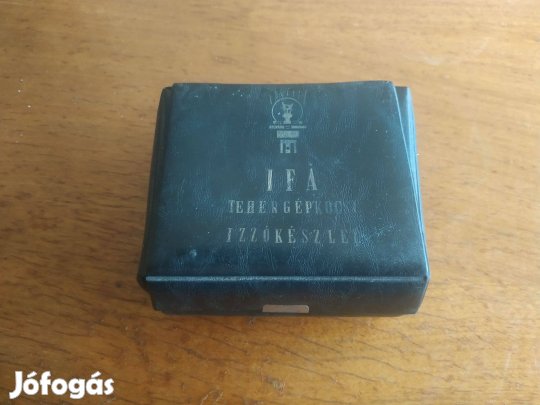 IFA
TEHERGÉPKOCSI
IZZÓKÉSZLET
Jófogás